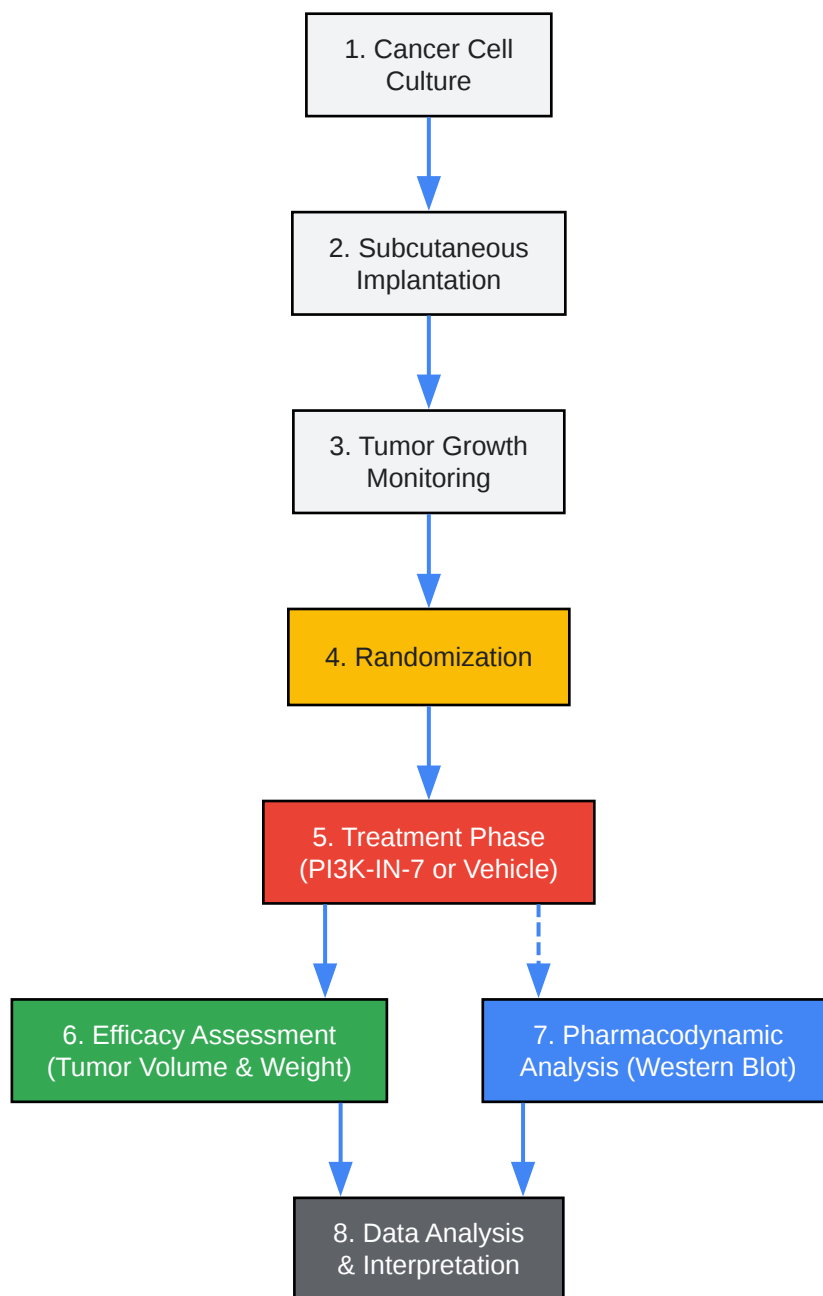 1. Cancer Cell
Culture
2. Subcutaneous
Implantation
3. Tumor Growth
Monitoring
4. Randomization
5. Treatment Phase
(PI3K-IN-7 or Vehicle)
6. Efficacy Assessment
(Tumor Volume & Weight)
7. Pharmacodynamic
Analysis (Western Blot)
8. Data Analysis
& Interpretation